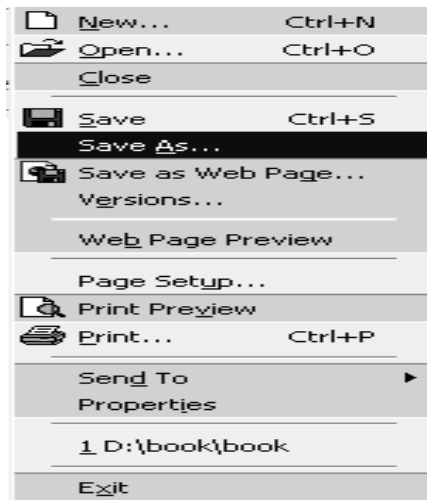 New... Ctrl+N
Open... Ctrl+O
Close
Save Ctrl+S
Save As...
Save as Web Page...
Versions...
Web Page Preview
Page Setup...
Print Preview
Print... Ctrl+P
Send To
Properties
1 D:\book\book
Exit